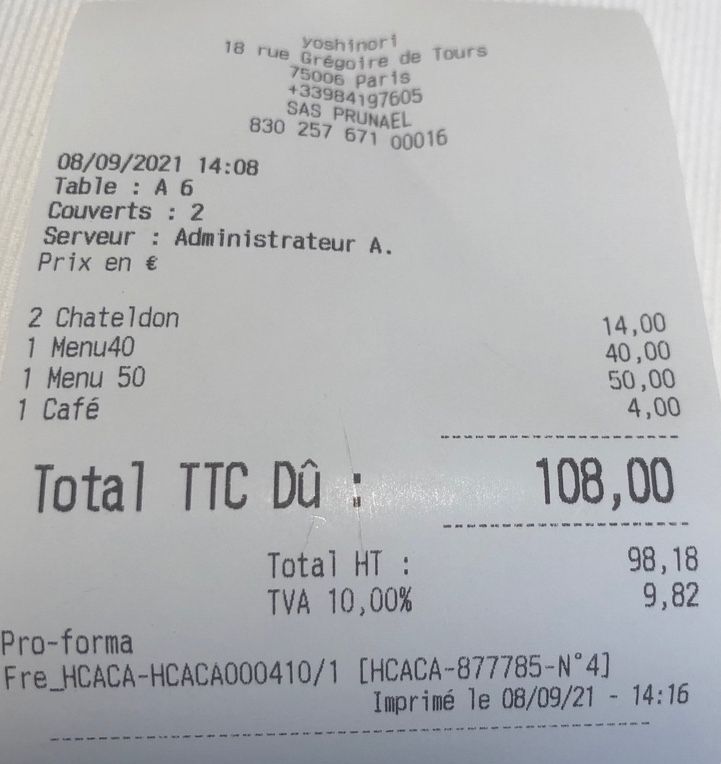 yoshinori
18 rue Grégoire de Tours
75006 Paris
+33984197605
SAS PRUNAEL
830 257 671 00016
08/09/2021 14:08
Table : A 6
Couverts : 2
Serveur : Administrateur A.
Prix en €
2 Chateldon 14,00
1 Menu40 40,00
1 Menu 50 50,00
1 Café 4,00
Total TTC Dû : 108,00
Total HT : 98,18
TVA 10,00% 9,82
Pro-forma
Fre_HCACA-HCACA000410/1 [HCACA-877785-N°4]
Imprimé le 08/09/21 - 14:16